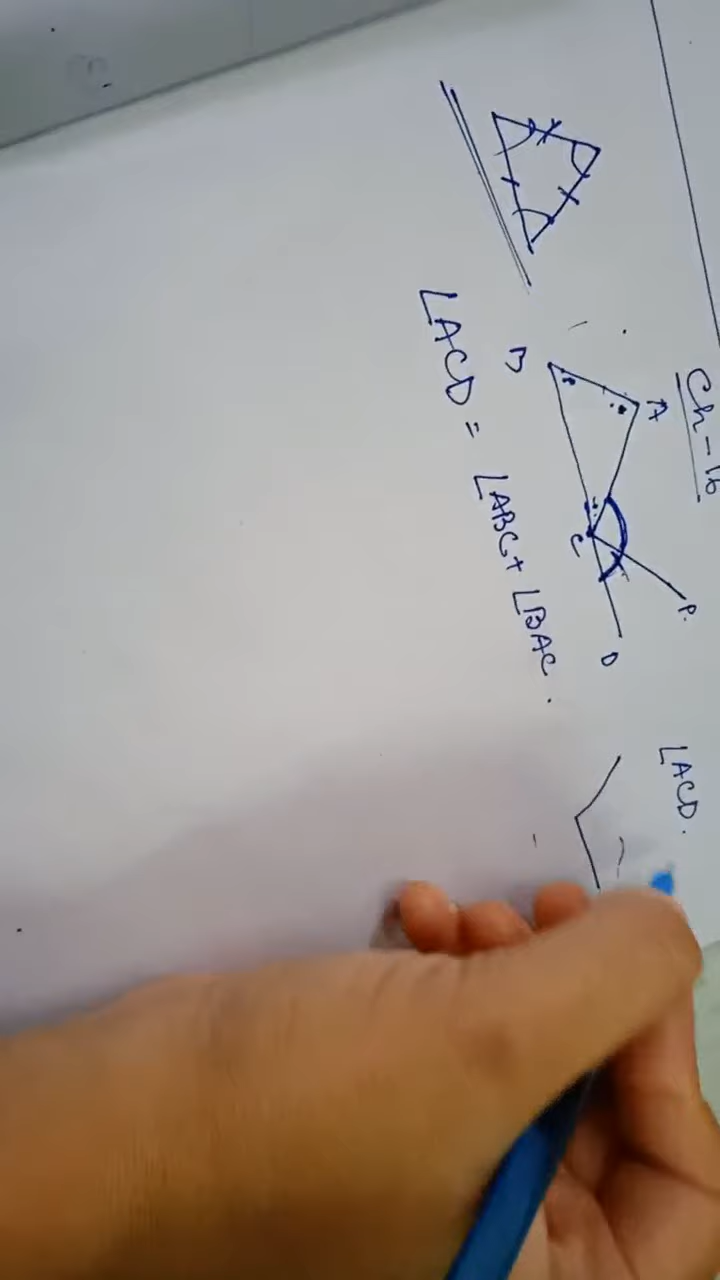 Ch-16
A
B
C
P.
D
∠ACD = ∠ABC + ∠BAC.
∠ACD.